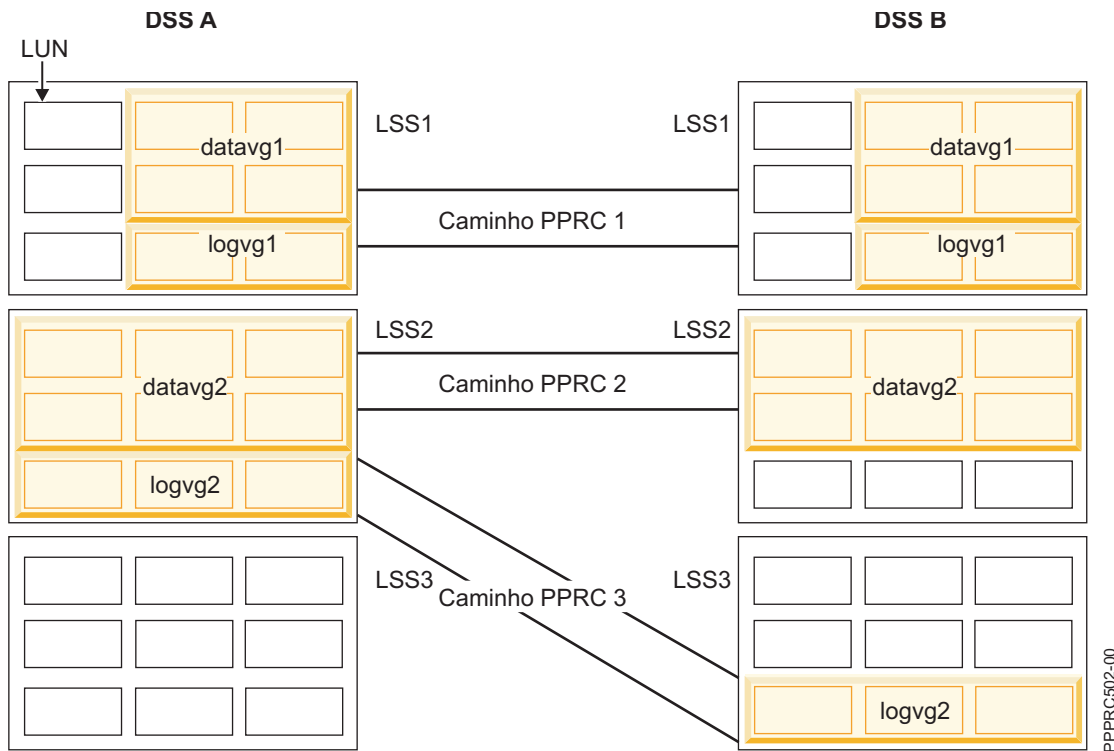 DSS A
DSS B
LUN
datavg1
LSS1
LSS1
datavg1
Caminho PPRC 1
logvg1
logvg1
LSS2
LSS2
datavg2
Caminho PPRC 2
datavg2
logvg2
LSS3
LSS3
Caminho PPRC 3
logvg2
PPPRC502-00